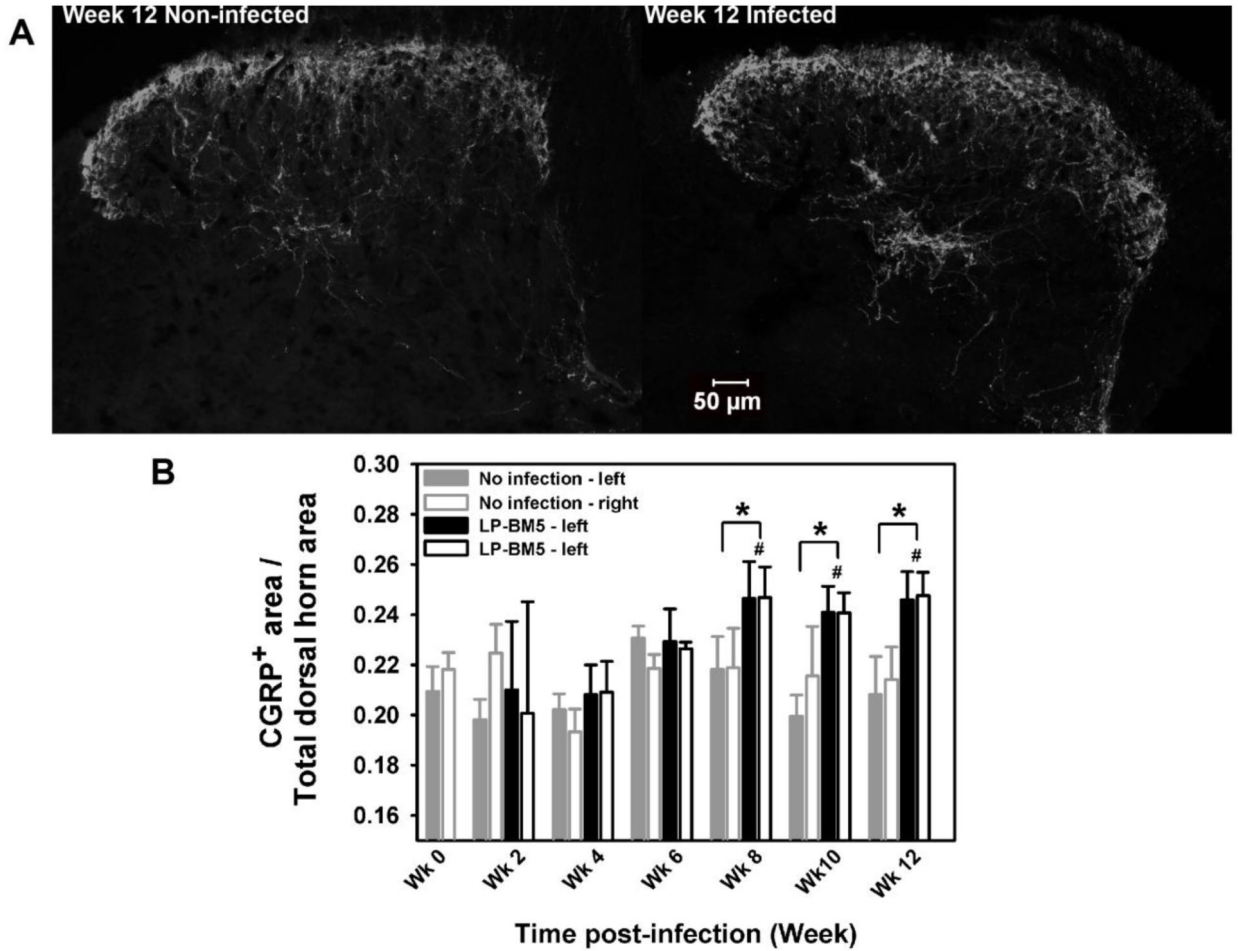 A
Week 12 Non-infected
Week 12 Infected
50 µm
B
0.30
0.28
0.26
0.24
0.22
0.20
0.18
0.16
CGRP+ area /
Total dorsal horn area
No infection - left
No infection - right
LP-BM5 - left
LP-BM5 - left
*
#
*
#
*
#
Wk 0
Wk 2
Wk 4
Wk 6
Wk 8
Wk10
Wk 12
Time post-infection (Week)